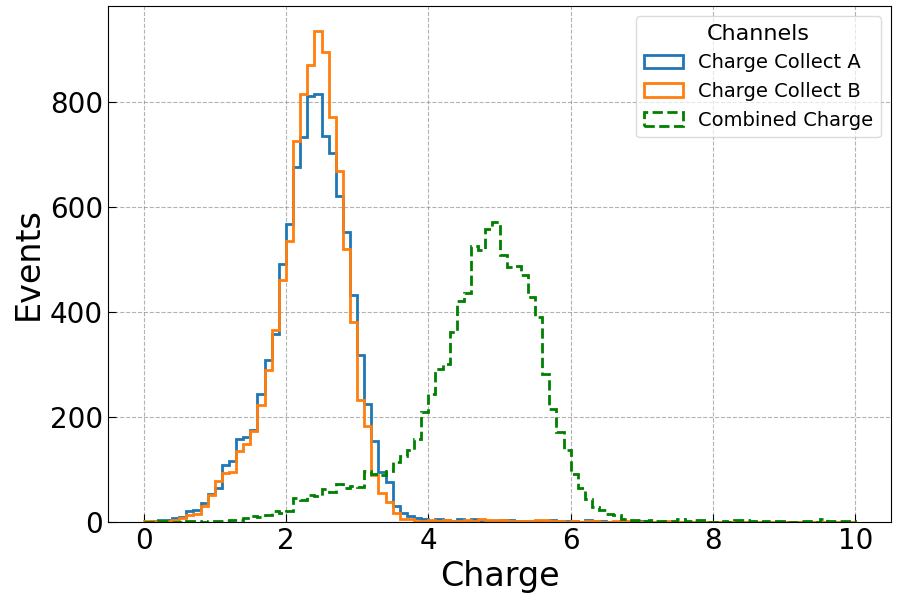 Channels
Charge Collect A
Charge Collect B
Combined Charge
Events
800
600
400
200
0
0 2 4 6 8 10
Charge